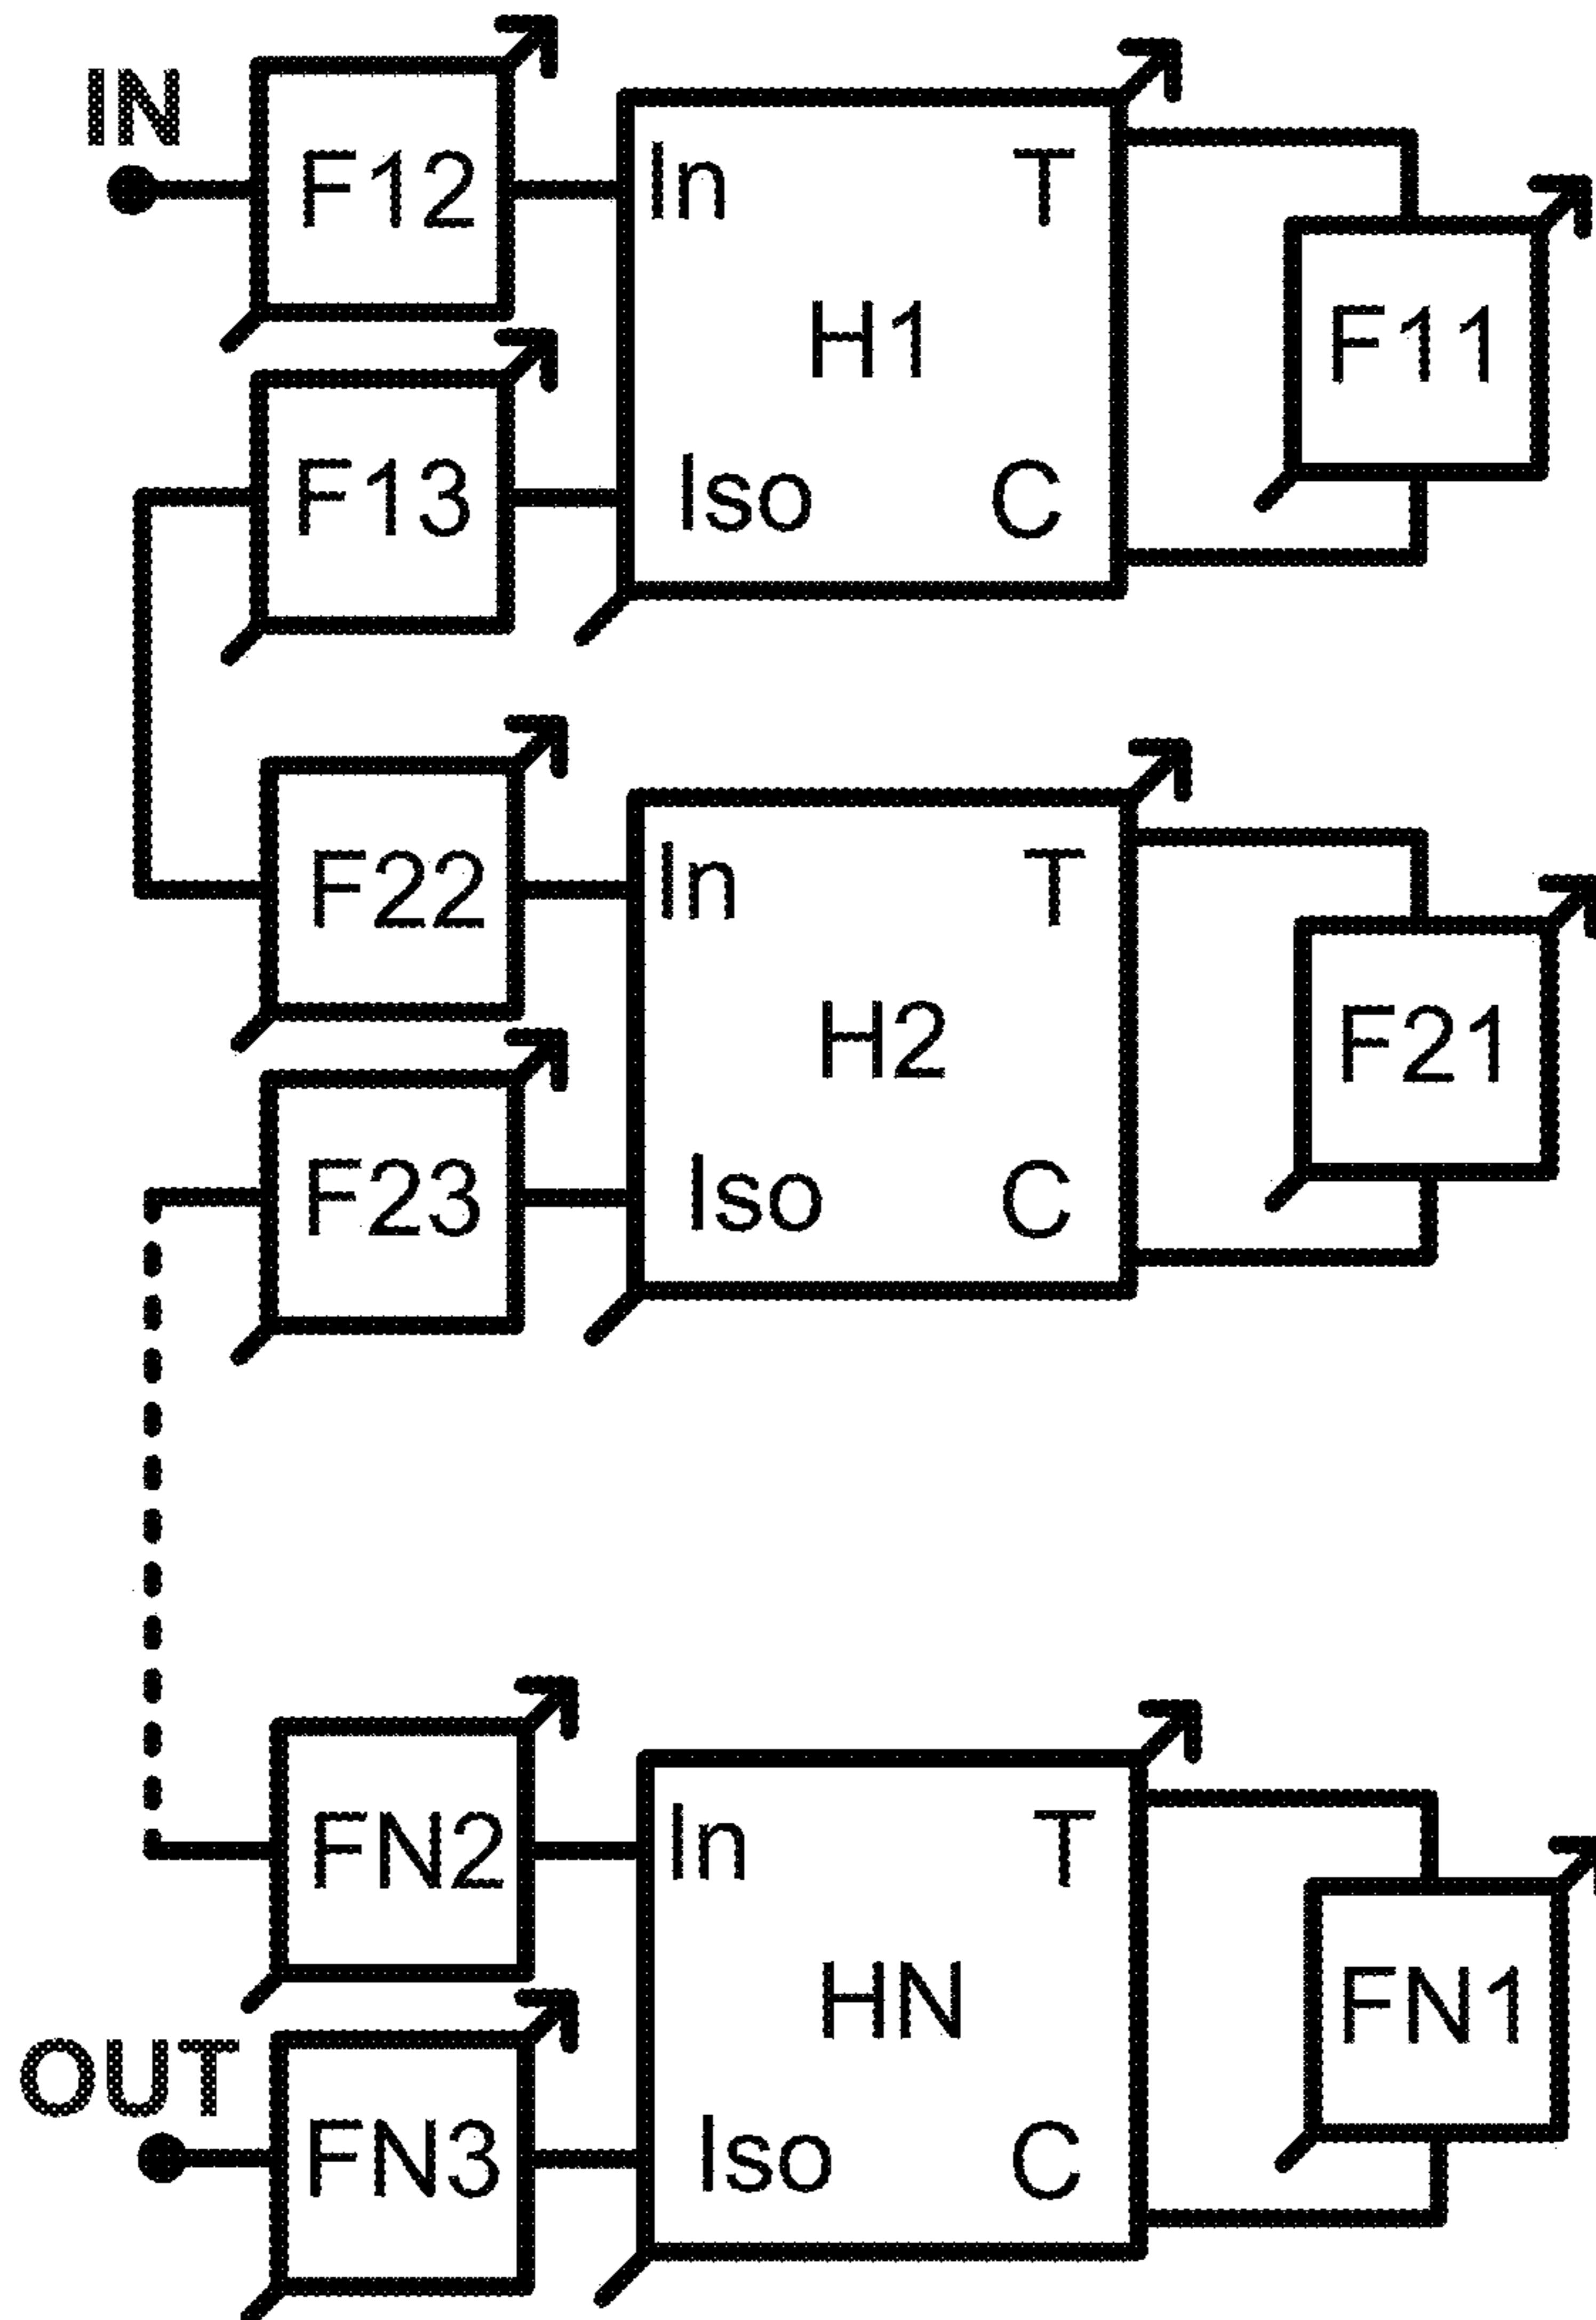 IN
F12
In
T
H1
F11
F13
Iso
C
F22
In
T
H2
F21
F23
Iso
C
FN2
In
T
HN
FN1
OUT
FN3
Iso
C